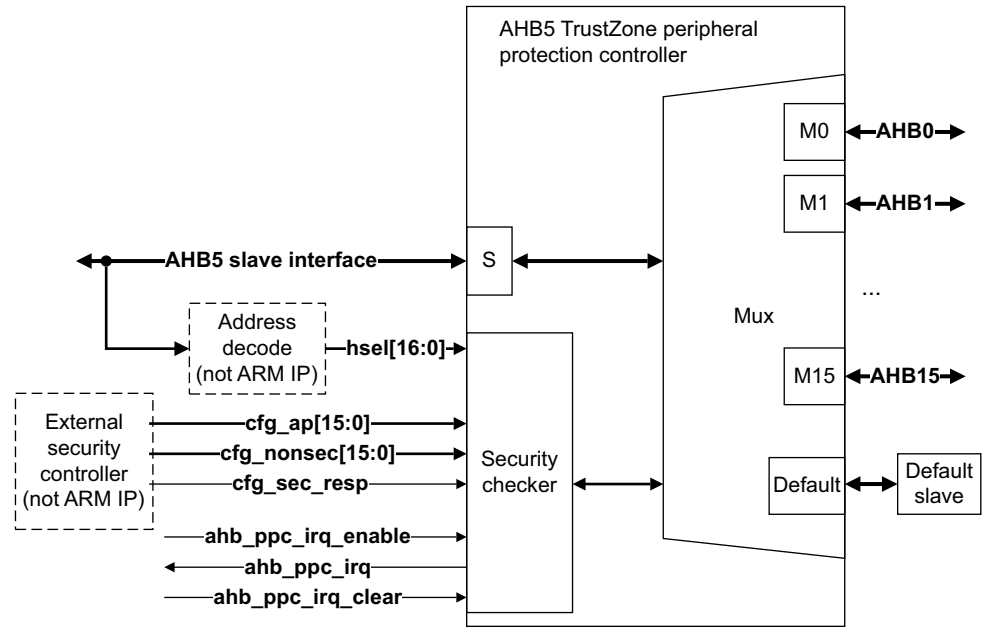 AHB5 TrustZone peripheral
protection controller
M0
AHB0
M1
AHB1
S
AHB5 slave interface
...
Mux
Address
decode
(not ARM IP)
hsel[16:0]
M15
AHB15
External
security
controller
(not ARM IP)
cfg_ap[15:0]
cfg_nonsec[15:0]
cfg_sec_resp
Security
checker
Default
Default
slave
ahb_ppc_irq_enable
ahb_ppc_irq
ahb_ppc_irq_clear